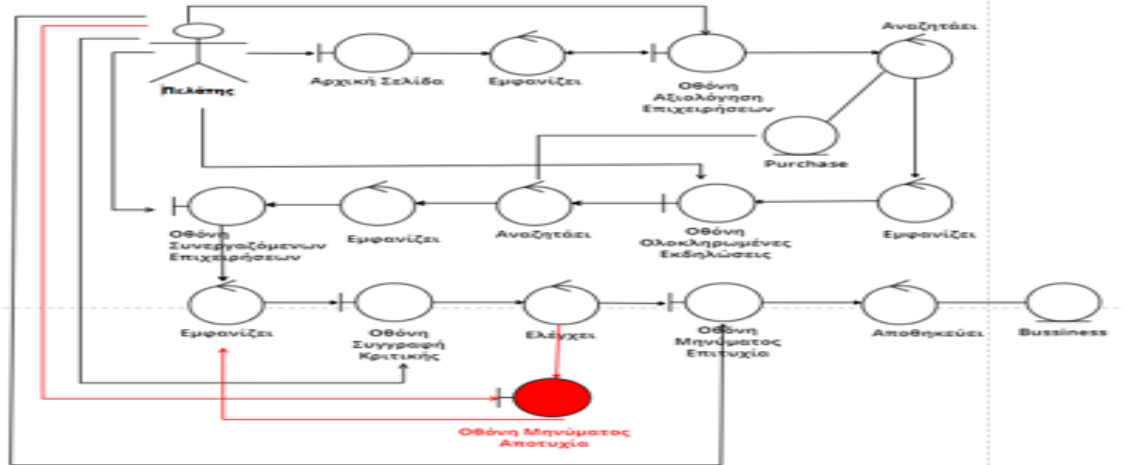 Αναζητάει
Πελάτης
Αρχική Σελίδα
Εμφανίζει
Οθόνη
Αξιολόγηση
Επιχειρήσεων
Purchase
Οθόνη
Συνεργαζόμενων
Επιχειρήσεων
Εμφανίζει
Αναζητάει
Οθόνη
Ολοκληρωμένες
Εκδηλώσεις
Εμφανίζει
Εμφανίζει
Οθόνη
Συγγραφή
Κριτικής
Ελέγχει
Οθόνη
Μηνύματος
Επιτυχία
Αποθηκεύει
Bussiness
Οθόνη Μηνύματος
Αποτυχία